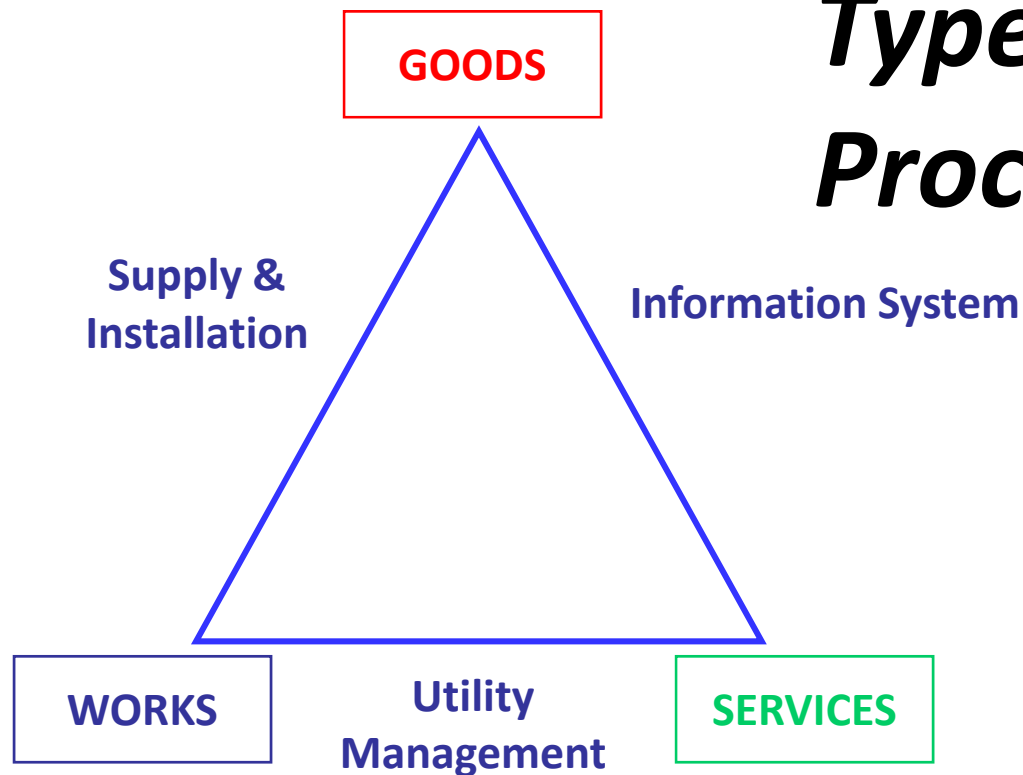 Type
Proc
GOODS
Supply &
Installation
Information System
WORKS
Utility
Management
SERVICES